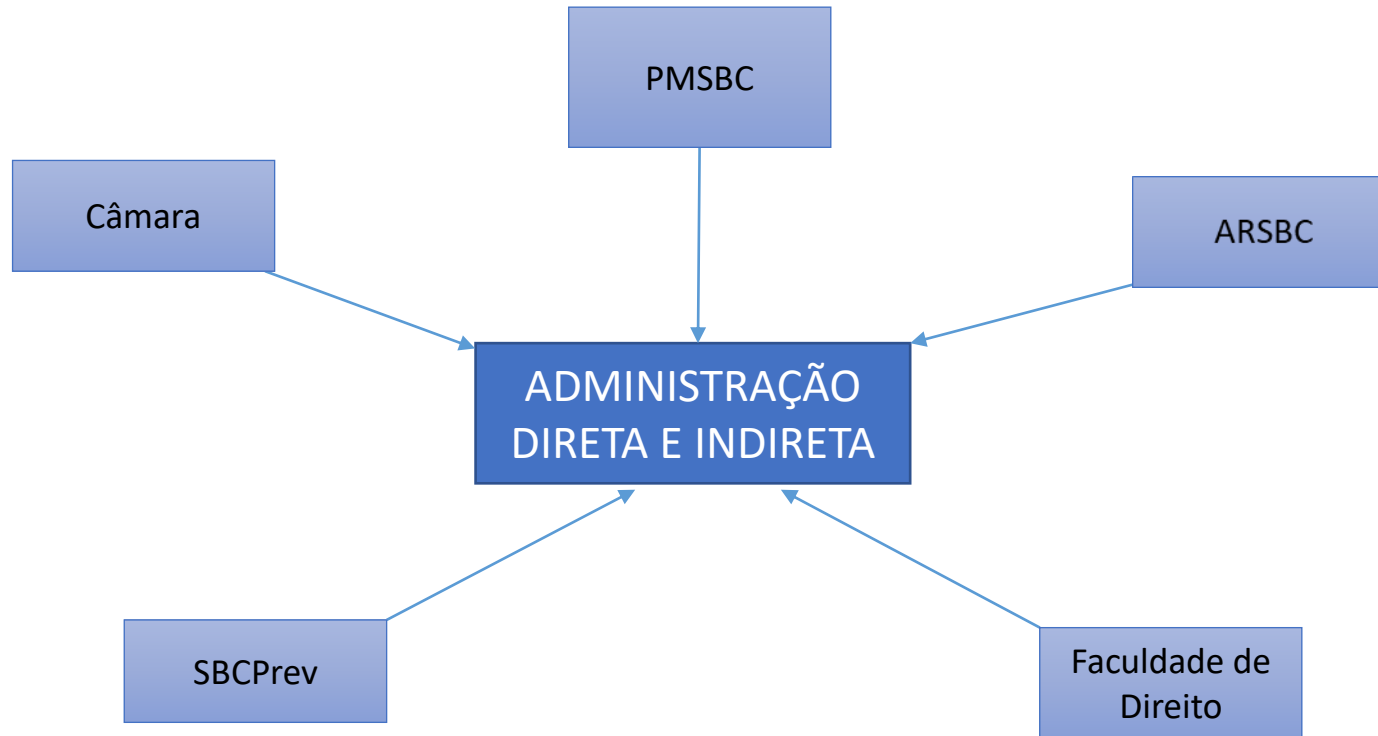 PMSBC
Câmara
ARSBC
ADMINISTRAÇÃO
DIRETA E INDIRETA
SBCPrev
Faculdade de
Direito